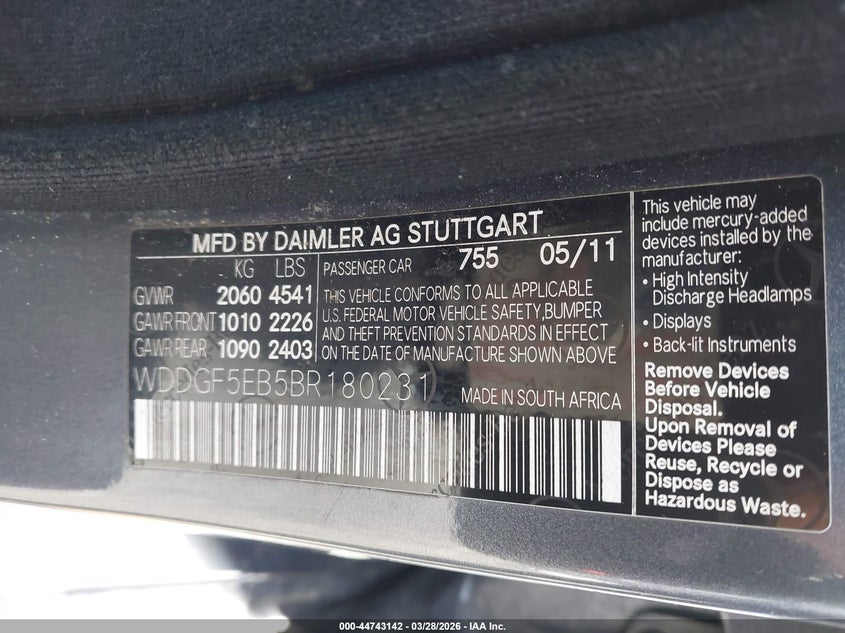 MFD BY DAIMLER AG STUTTGART
KG LBS
GVWR 2060 4541
GAWR FRONT 1010 2226
GAWR REAR 1090 2403
PASSENGER CAR 755 05/11
THIS VEHICLE CONFORMS TO ALL APPLICABLE
U.S. FEDERAL MOTOR VEHICLE SAFETY,BUMPER
AND THEFT PREVENTION STANDARDS IN EFFECT
ON THE DATE OF MANUFACTURE SHOWN ABOVE
WDDGF5EB5BR180231
MADE IN SOUTH AFRICA
This vehicle may
include mercury-added
devices installed by the
manufacturer:
• High Intensity
Discharge Headlamps
• Displays
• Back-lit Instruments
Remove Devices
Before Vehicle
Disposal.
Upon Removal of
Devices Please
Reuse, Recycle or
Dispose as
Hazardous Waste.
000-44743142 - 03/28/2026 - IAA Inc.